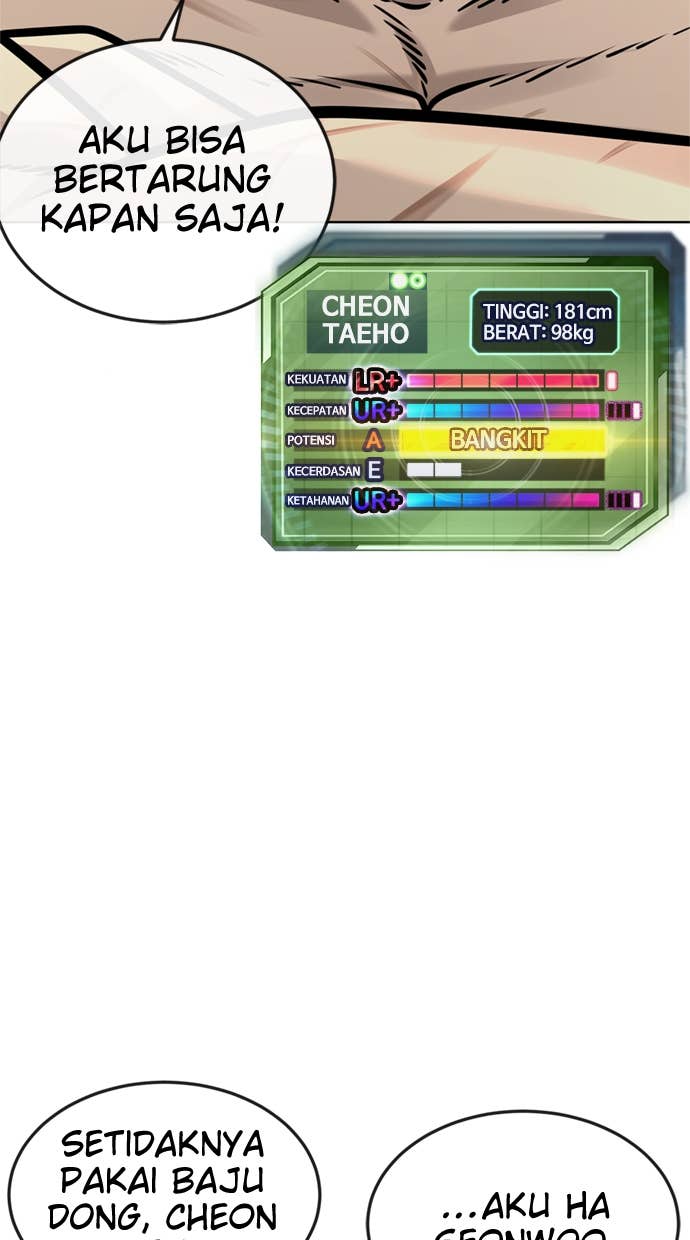 AKU BISA
BERTARUNG
KAPAN SAJA!
CHEON
TAEHO
TINGGI: 181cm
BERAT: 98kg
KEKUATAN LR+
KECEPATAN UR+
POTENSI A BANGKIT
KECERDASAN E
KETAHANAN UR+
SETIDAKNYA
PAKAI BAJU
DONG, CHEON
...AKU HA
GEONWOO